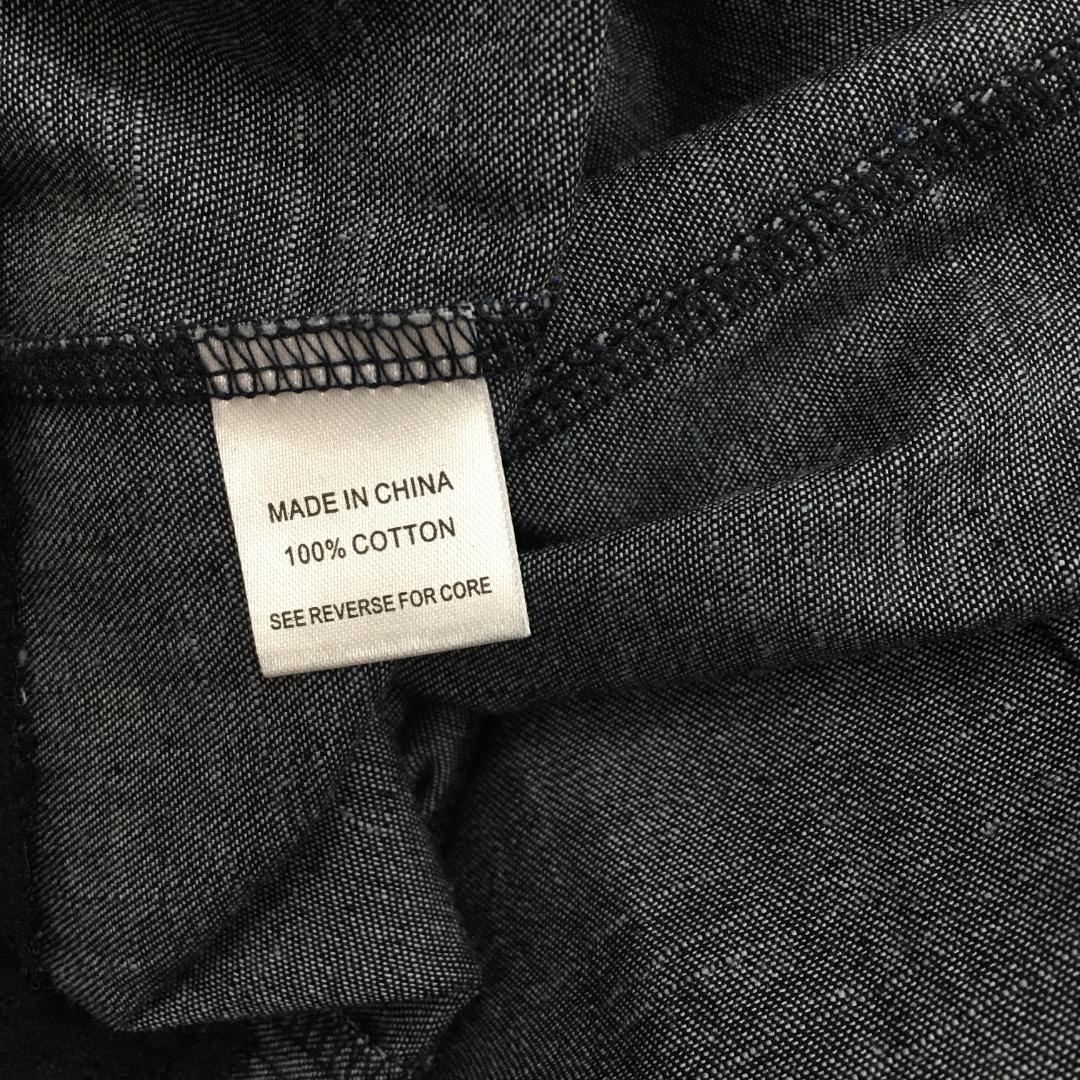 MADE IN CHINA
100% COTTON
SEE REVERSE FOR CORE